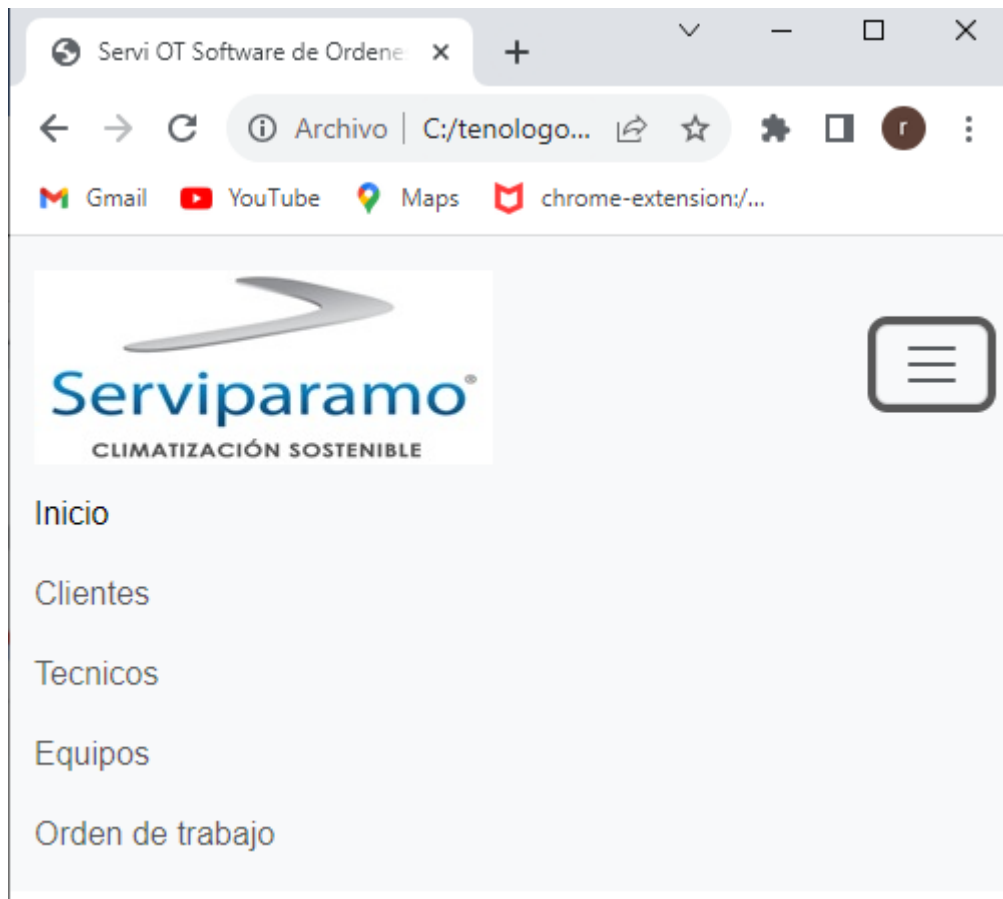 Servi OT Software de Ordene
Archivo | C:/tenologo...
r
Gmail YouTube Maps chrome-extension:/...
Serviparamo®
CLIMATIZACIÓN SOSTENIBLE
Inicio
Clientes
Tecnicos
Equipos
Orden de trabajo